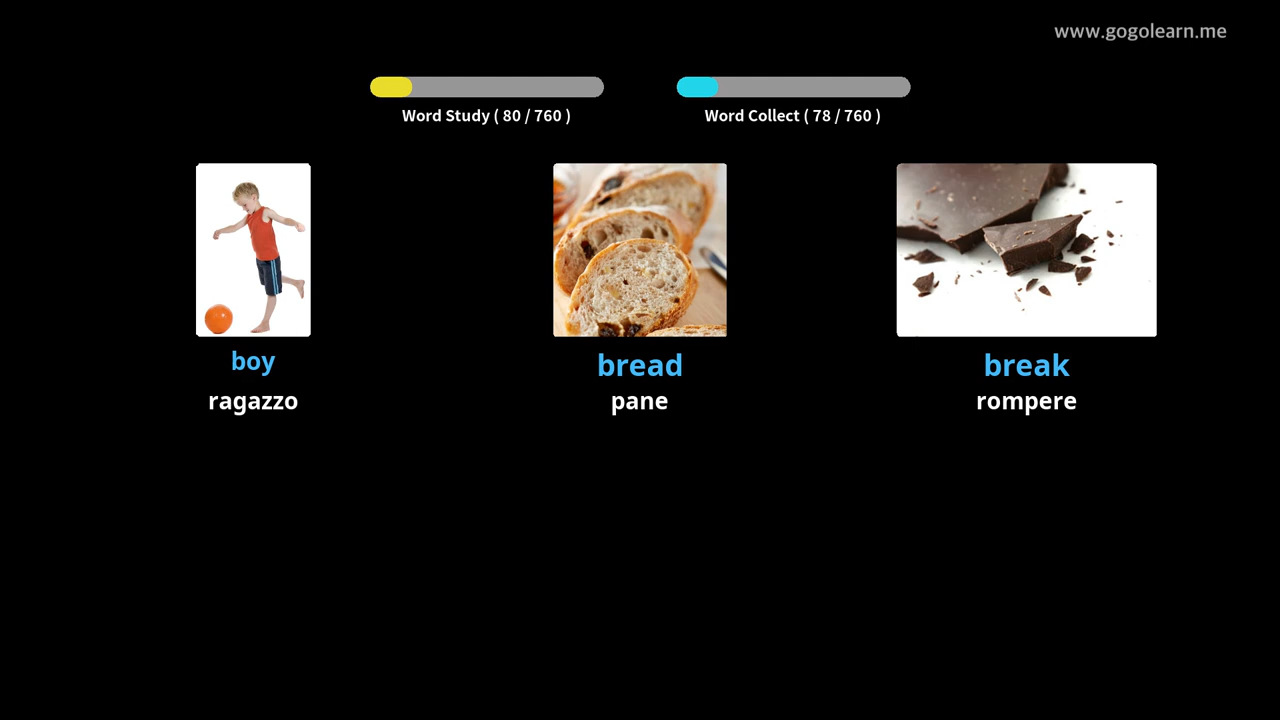 www.gogolearn.me
Word Study ( 80 / 760 )
Word Collect ( 78 / 760 )
boy
ragazzo
bread
pane
break
rompere